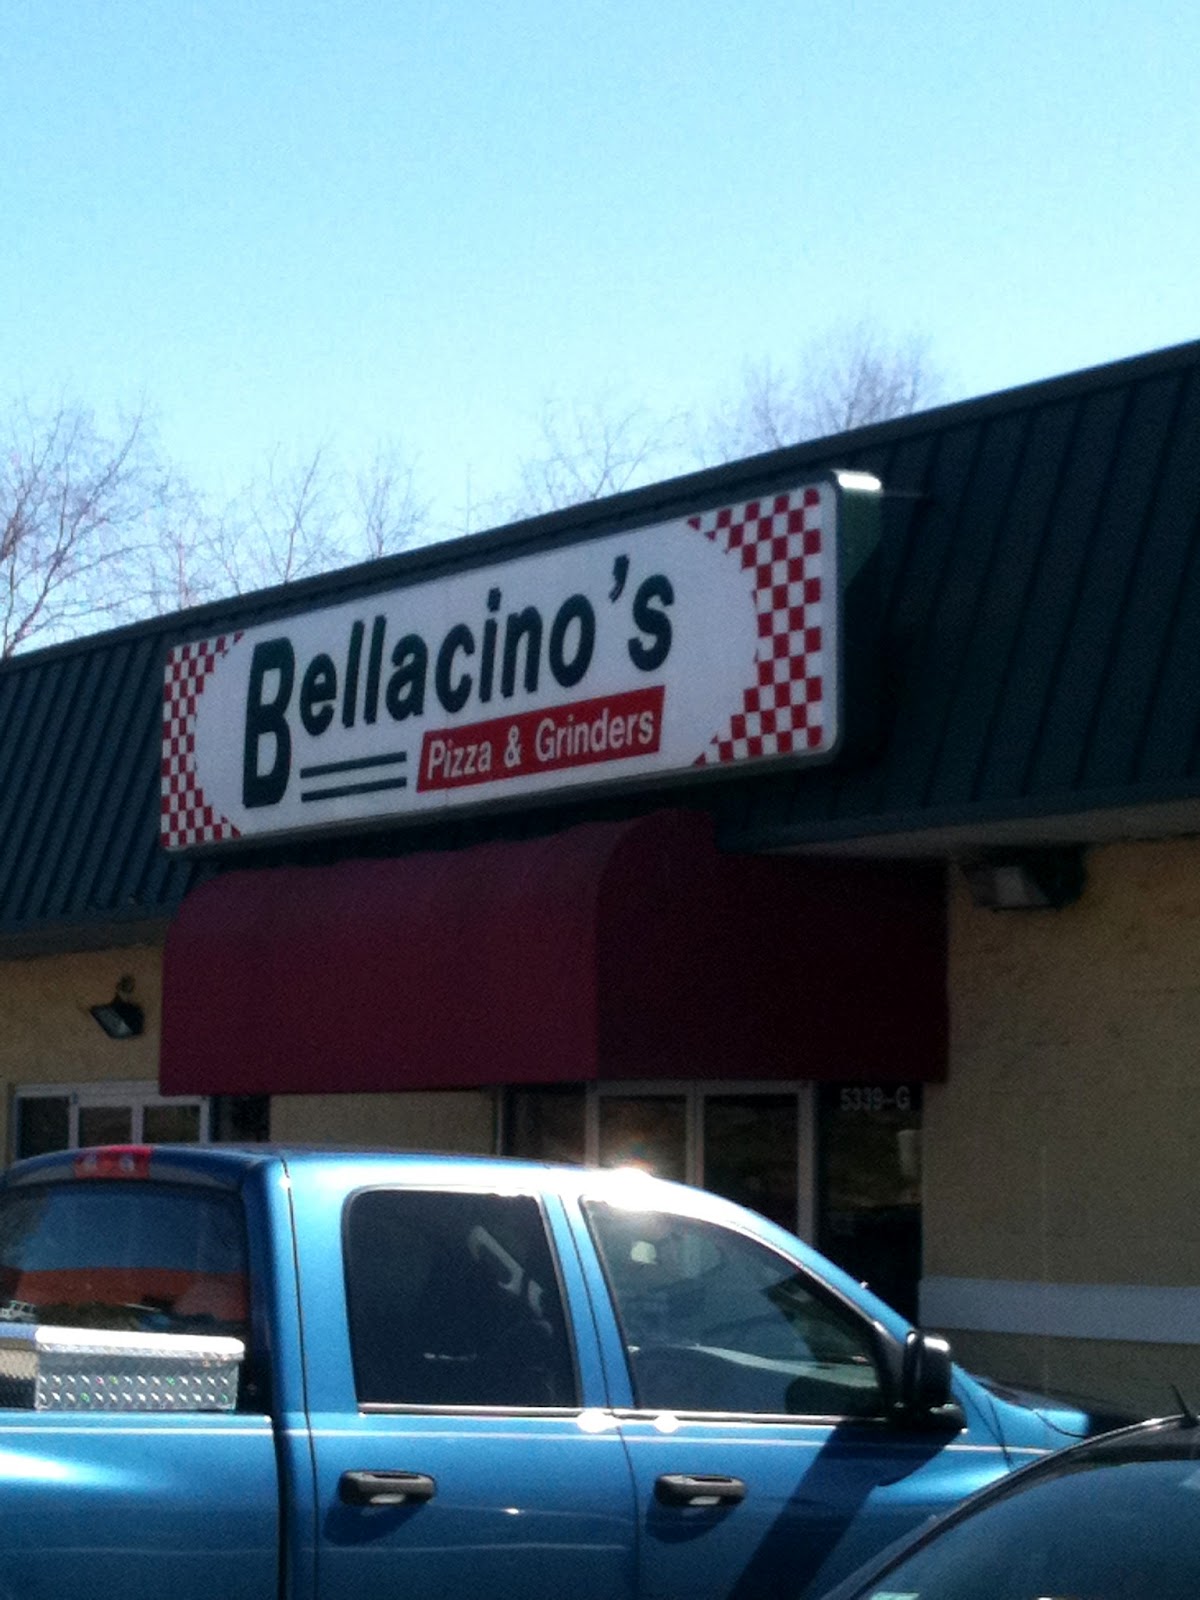 Bellacino's
Pizza & Grinders
5339-G